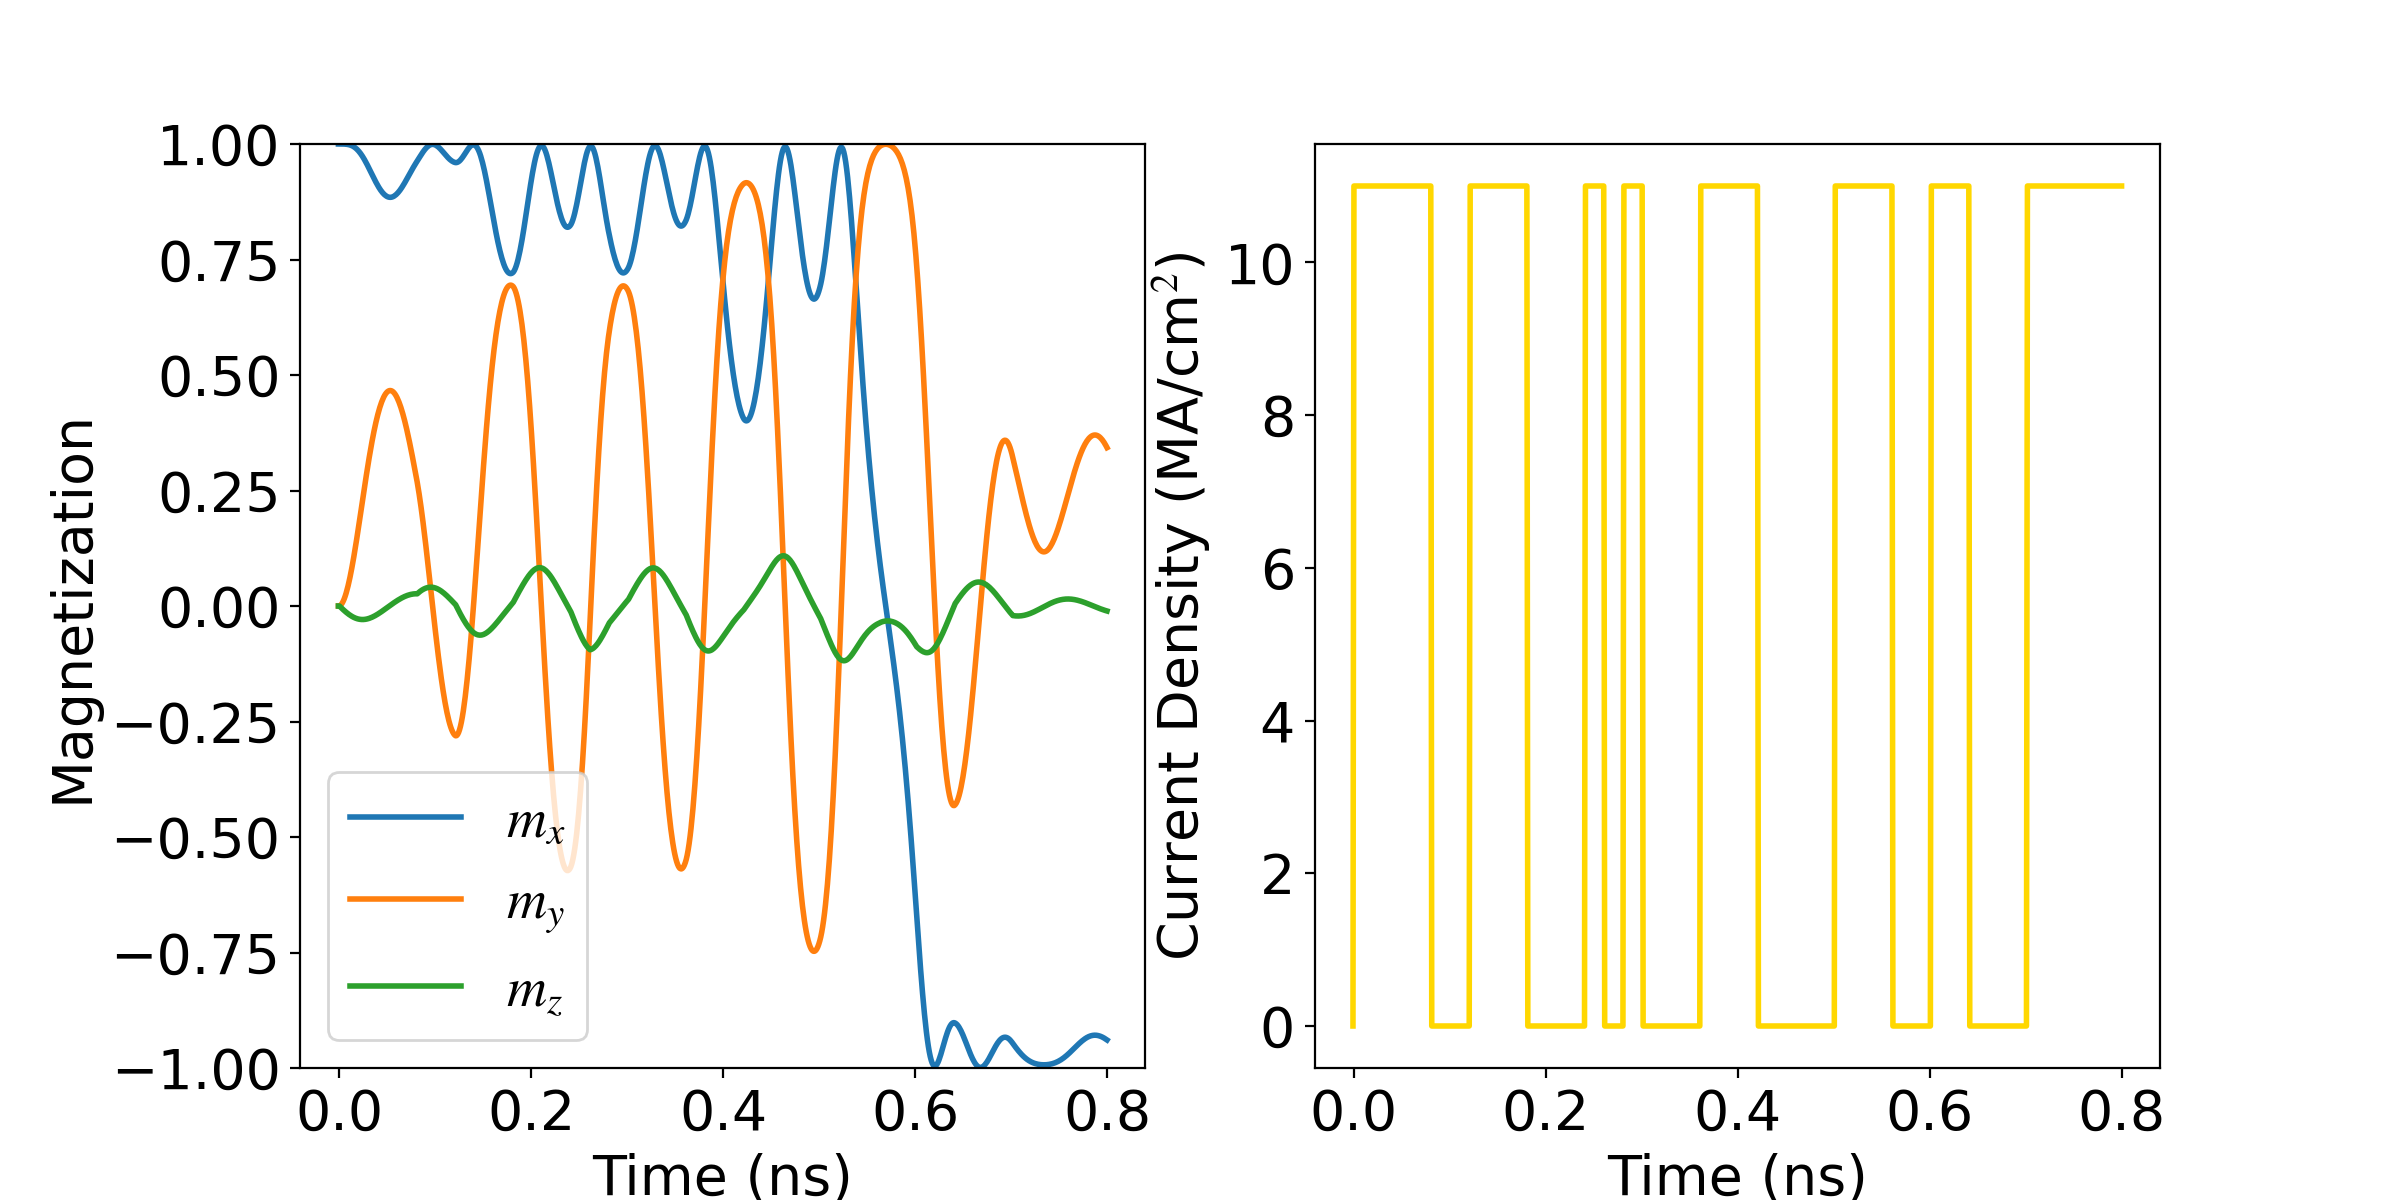 Magnetization
1.00
0.75
0.50
0.25
0.00
−0.25
−0.50
−0.75
−1.00
m_x
m_y
m_z
0.0 0.2 0.4 0.6 0.8
Time (ns)
Current Density (MA/cm²)
10
8
6
4
2
0
0.0 0.2 0.4 0.6 0.8
Time (ns)